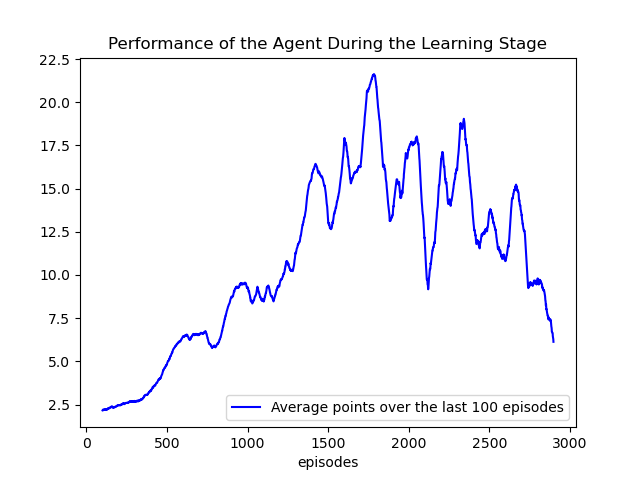 Performance of the Agent During the Learning Stage
22.5
20.0
17.5
15.0
12.5
10.0
7.5
5.0
2.5
Average points over the last 100 episodes
0 500 1000 1500 2000 2500 3000
episodes